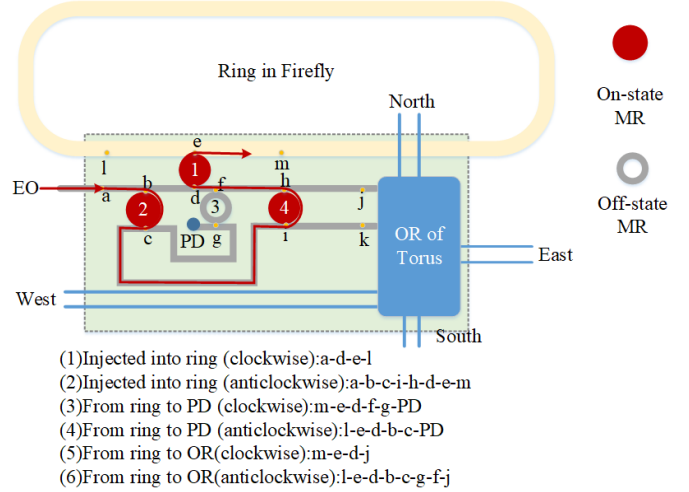 Ring in Firefly
On-state
MR
North
e
l
m
1
EO
a
b
d
f
h
j
2
3
4
Off-state
MR
c
PD
g
i
k
OR of
Torus
East
West
South
(1)Injected into ring (clockwise):a-d-e-l
(2)Injected into ring (anticlockwise):a-b-c-i-h-d-e-m
(3)From ring to PD (clockwise):m-e-d-f-g-PD
(4)From ring to PD (anticlockwise):l-e-d-b-c-PD
(5)From ring to OR(clockwise):m-e-d-j
(6)From ring to OR(anticlockwise):l-e-d-b-c-g-f-j